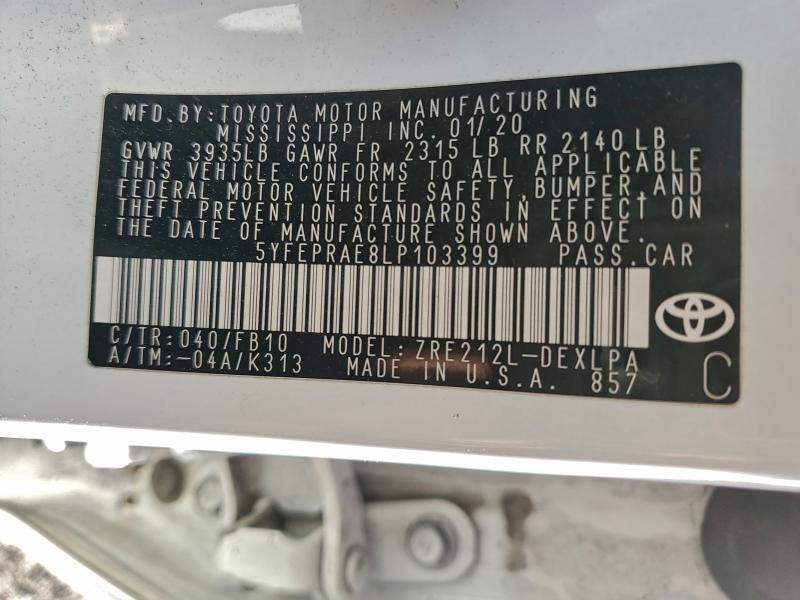 MFD. BY: TOYOTA MOTOR MANUFACTURING
MISSISSIPPI INC. 01/20
GVWR 3935LB GAWR FR 2315 LB RR 2140 LB
THIS VEHICLE CONFORMS TO ALL APPLICABLE
FEDERAL MOTOR VEHICLE SAFETY, BUMPER, AND
THEFT PREVENTION STANDARDS IN EFFECT ON
THE DATE OF MANUFACTURE SHOWN ABOVE.
5YFEPRAE8LP103399 PASS. CAR
C/TR: 040/FB10 MODEL: ZRE212L-DEXLPA
A/TM: -04A/K313 MADE IN U.S.A. 857 C